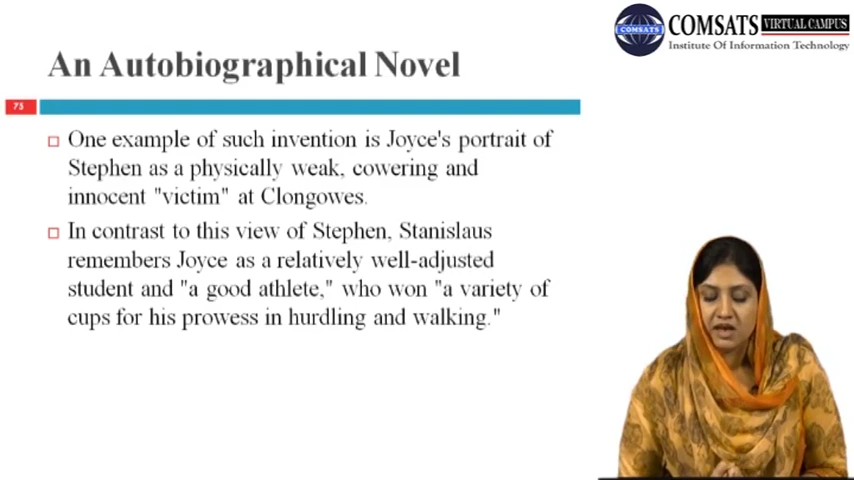 COMSATS VIRTUAL CAMPUS
COMSATS
Institute Of Information Technology
An Autobiographical Novel
75
One example of such invention is Joyce's portrait of
Stephen as a physically weak, cowering and
innocent "victim" at Clongowes.
In contrast to this view of Stephen, Stanislaus
remembers Joyce as a relatively well-adjusted
student and "a good athlete," who won "a variety of
cups for his prowess in hurdling and walking."